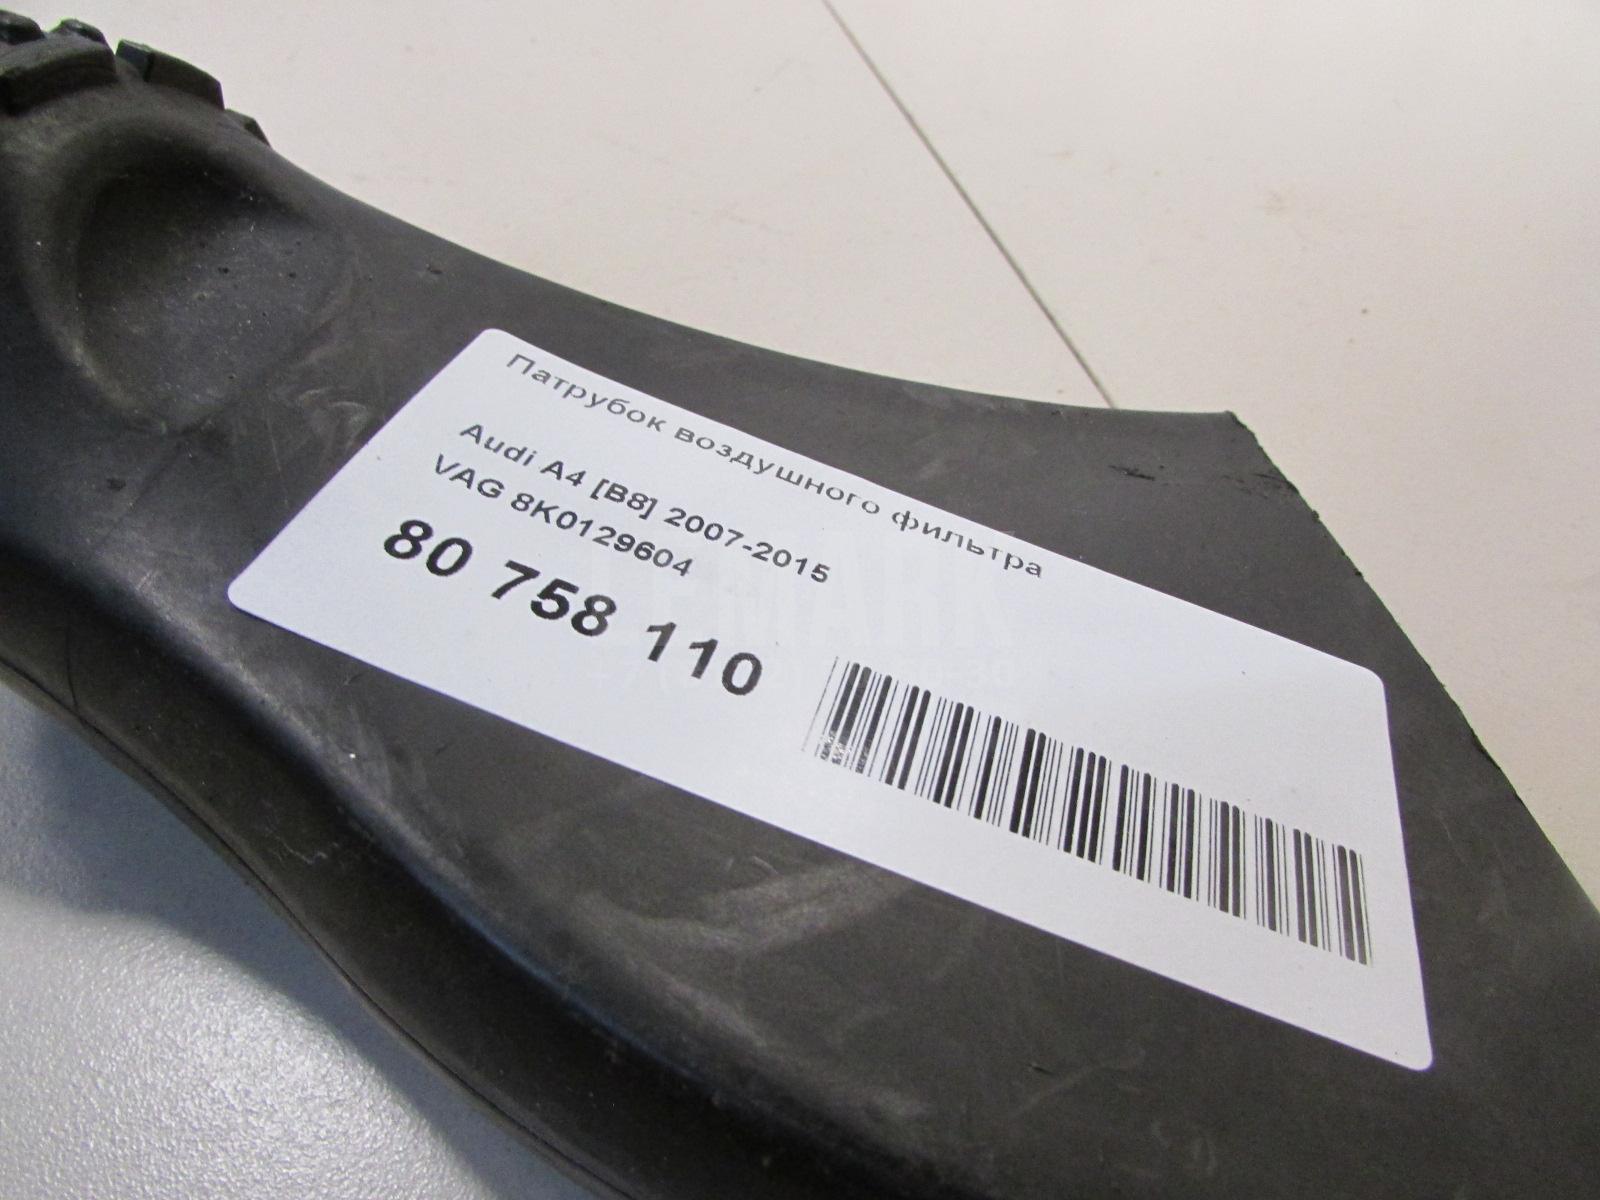 Патрубок воздушного фильтра
Audi A4 [B8] 2007-2015
VAG 8K0129604
80 758 110